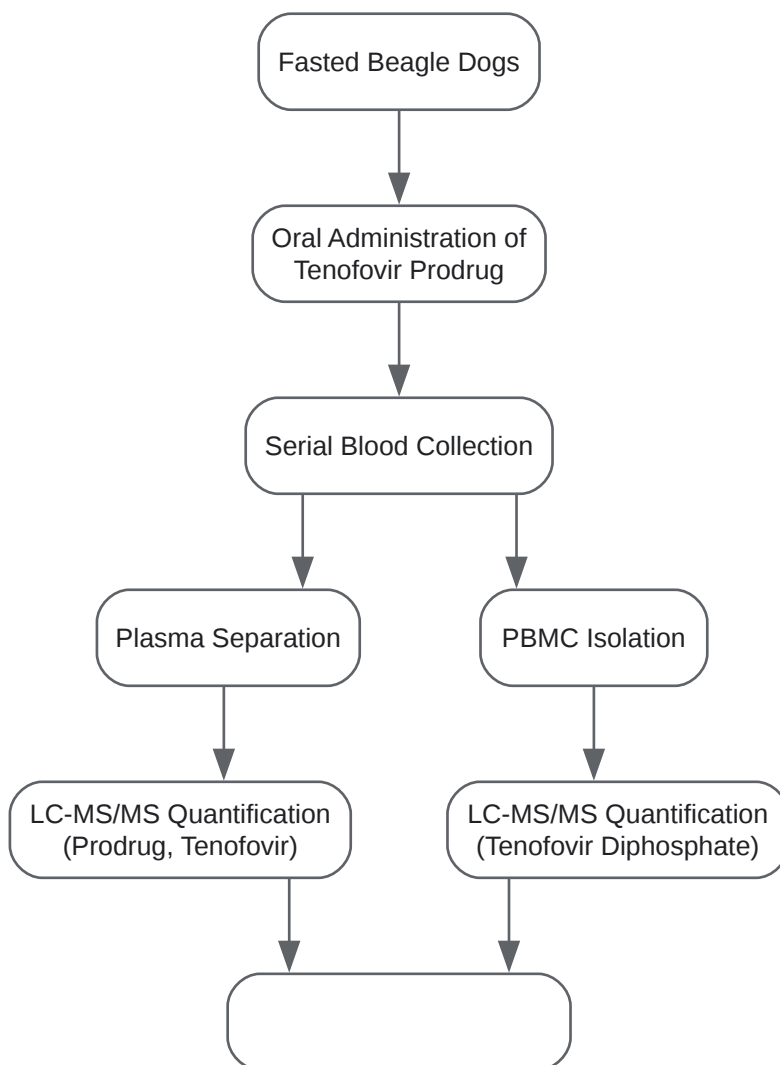 Fasted Beagle Dogs
Oral Administration of
Tenofovir Prodrug
Serial Blood Collection
Plasma Separation
PBMC Isolation
LC-MS/MS Quantification
(Prodrug, Tenofovir)
LC-MS/MS Quantification
(Tenofovir Diphosphate)